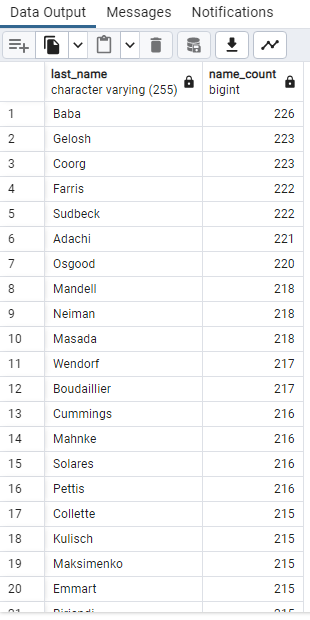 Data Output Messages Notifications
last_name name_count
character varying (255) bigint
1 Baba 226
2 Gelosh 223
3 Coorg 223
4 Farris 222
5 Sudbeck 222
6 Adachi 221
7 Osgood 220
8 Mandell 218
9 Neiman 218
10 Masada 218
11 Wendorf 217
12 Boudaillier 217
13 Cummings 216
14 Mahnke 216
15 Solares 216
16 Pettis 216
17 Collette 215
18 Kulisch 215
19 Maksimenko 215
20 Emmart 215